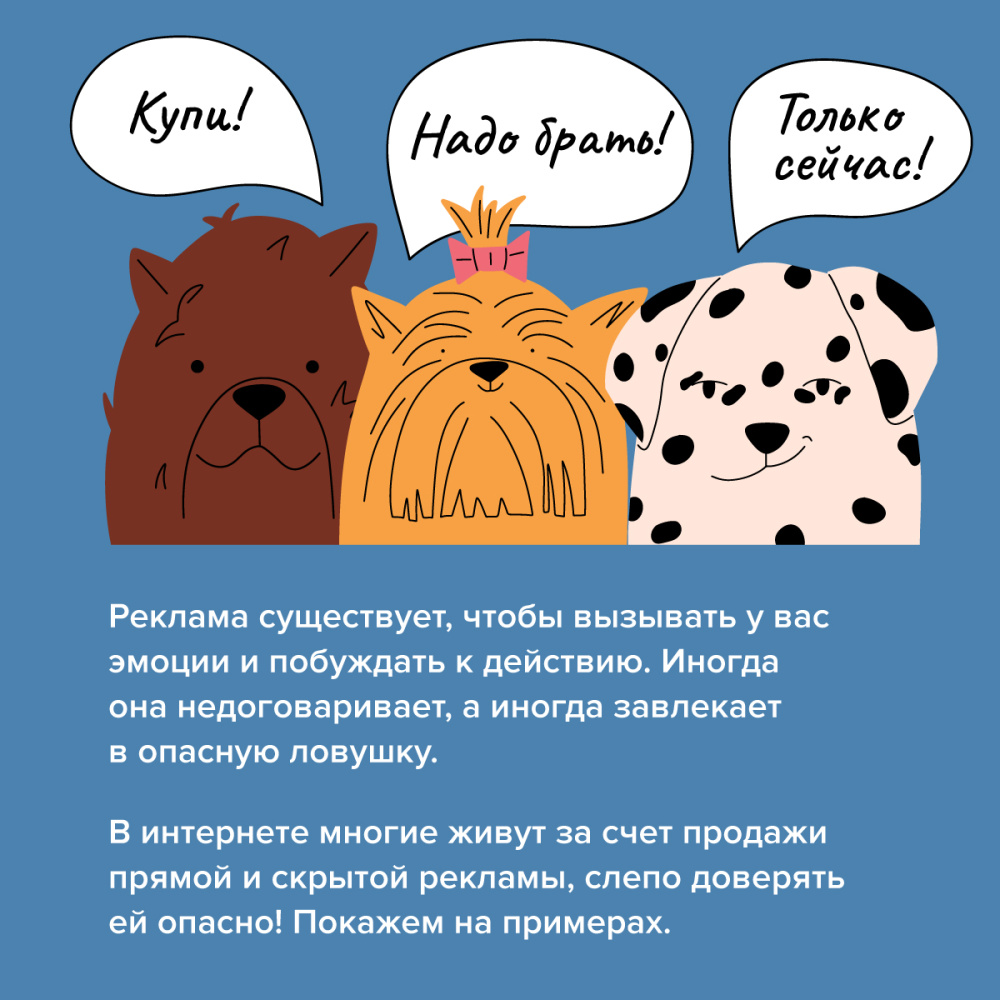 Купи!
Надо брать!
Только
сейчас!
Реклама существует, чтобы вызывать у вас
эмоции и побуждать к действию. Иногда
она недоговаривает, а иногда завлекает
в опасную ловушку.
В интернете многие живут за счет продажи
прямой и скрытой рекламы, слепо доверять
ей опасно! Покажем на примерах.